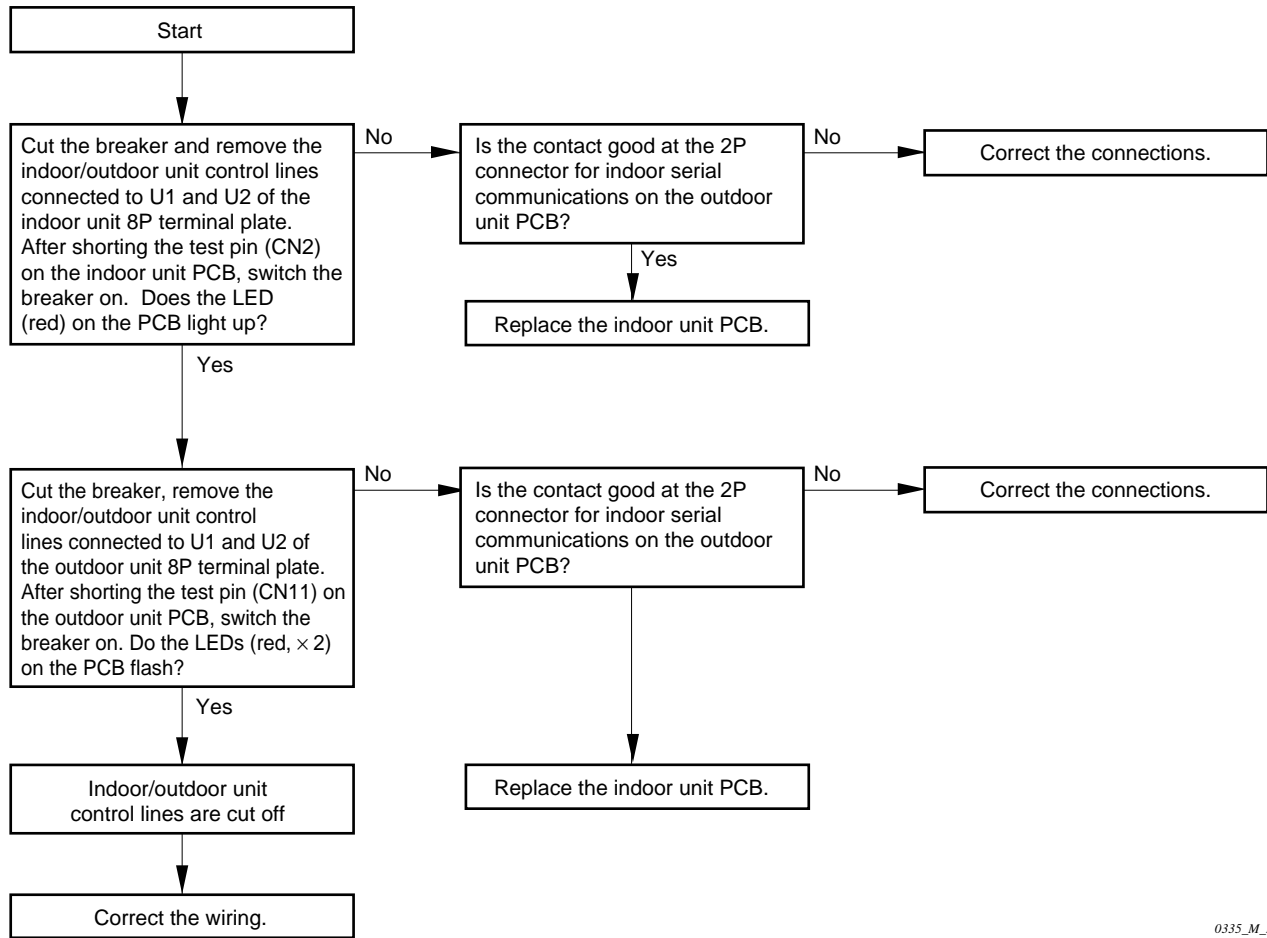 Start
Cut the breaker and remove the
indoor/outdoor unit control lines
connected to U1 and U2 of the
indoor unit 8P terminal plate.
After shorting the test pin (CN2)
on the indoor unit PCB, switch the
breaker on. Does the LED
(red) on the PCB light up?
No
Is the contact good at the 2P
connector for indoor serial
communications on the outdoor
unit PCB?
No
Correct the connections.
Yes
Replace the indoor unit PCB.
Yes
Cut the breaker, remove the
indoor/outdoor unit control
lines connected to U1 and U2 of
the outdoor unit 8P terminal plate.
After shorting the test pin (CN11) on
the outdoor unit PCB, switch the
breaker on. Do the LEDs (red, × 2)
on the PCB flash?
No
Is the contact good at the 2P
connector for indoor serial
communications on the outdoor
unit PCB?
No
Correct the connections.
Yes
Indoor/outdoor unit
control lines are cut off
Replace the indoor unit PCB.
Correct the wiring.